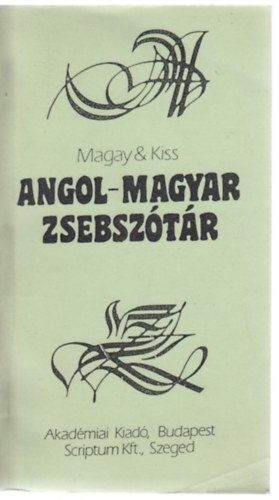 Magay & Kiss
ANGOL-MAGYAR
ZSEBSZÓTÁR
Akadémiai Kiadó, Budapest
Scriptum Kft., Szeged